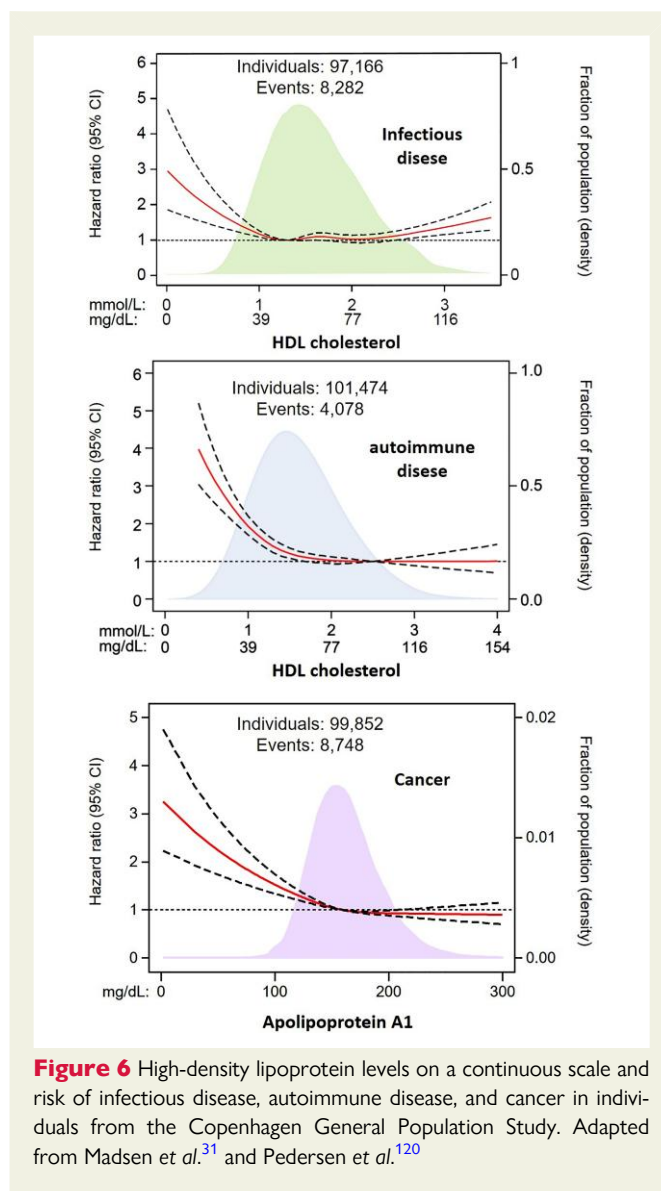 Individuals: 97,166
Events: 8,282
Infectious
disese
Hazard ratio (95% CI)
6
5
4
3
2
1
0
1
0.5
0
Fraction of population (density)
mmol/L: 0 1 2 3
mg/dL: 0 39 77 116
HDL cholesterol
Individuals: 101,474
Events: 4,078
autoimmune
disese
Hazard ratio (95% CI)
6
5
4
3
2
1
0
1.0
0.5
0.0
Fraction of population (density)
mmol/L: 0 1 2 3 4
mg/dL: 0 39 77 116 154
HDL cholesterol
Individuals: 99,852
Events: 8,748
Cancer
Hazard ratio (95% CI)
5
4
3
2
1
0
0.02
0.01
0.00
Fraction of population (density)
mg/dL: 0 100 200 300
Apolipoprotein A1
Figure 6 High-density lipoprotein levels on a continuous scale and
risk of infectious disease, autoimmune disease, and cancer in indivi-
duals from the Copenhagen General Population Study. Adapted
from Madsen et al.31 and Pedersen et al.120